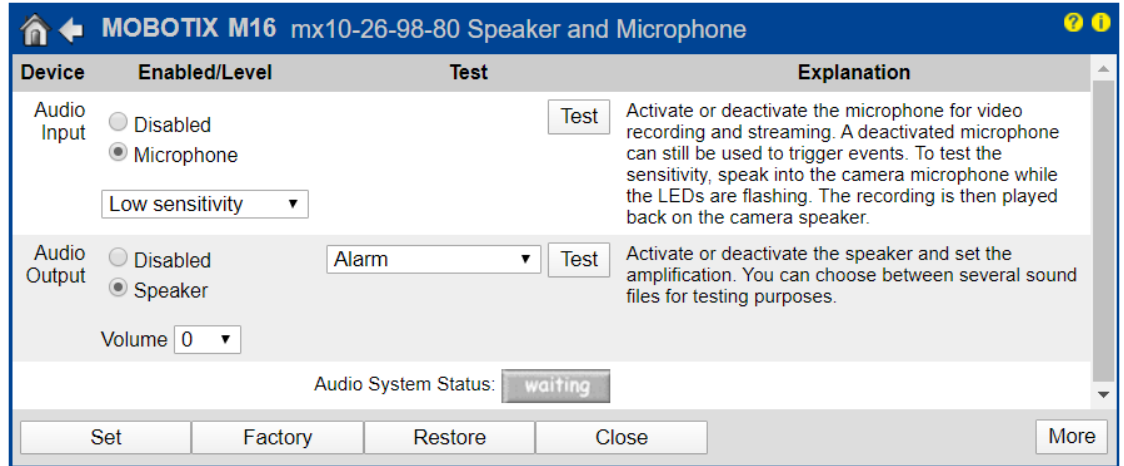 MOBOTIX M16 mx10-26-98-80 Speaker and Microphone
? i
Device Enabled/Level Test Explanation
Audio Input
Disabled
Microphone
Low sensitivity
Test
Activate or deactivate the microphone for video
recording and streaming. A deactivated microphone
can still be used to trigger events. To test the
sensitivity, speak into the camera microphone while
the LEDs are flashing. The recording is then played
back on the camera speaker.
Audio Output
Disabled
Speaker
Volume 0
Alarm
Test
Activate or deactivate the speaker and set the
amplification. You can choose between several sound
files for testing purposes.
Audio System Status: waiting
Set Factory Restore Close More